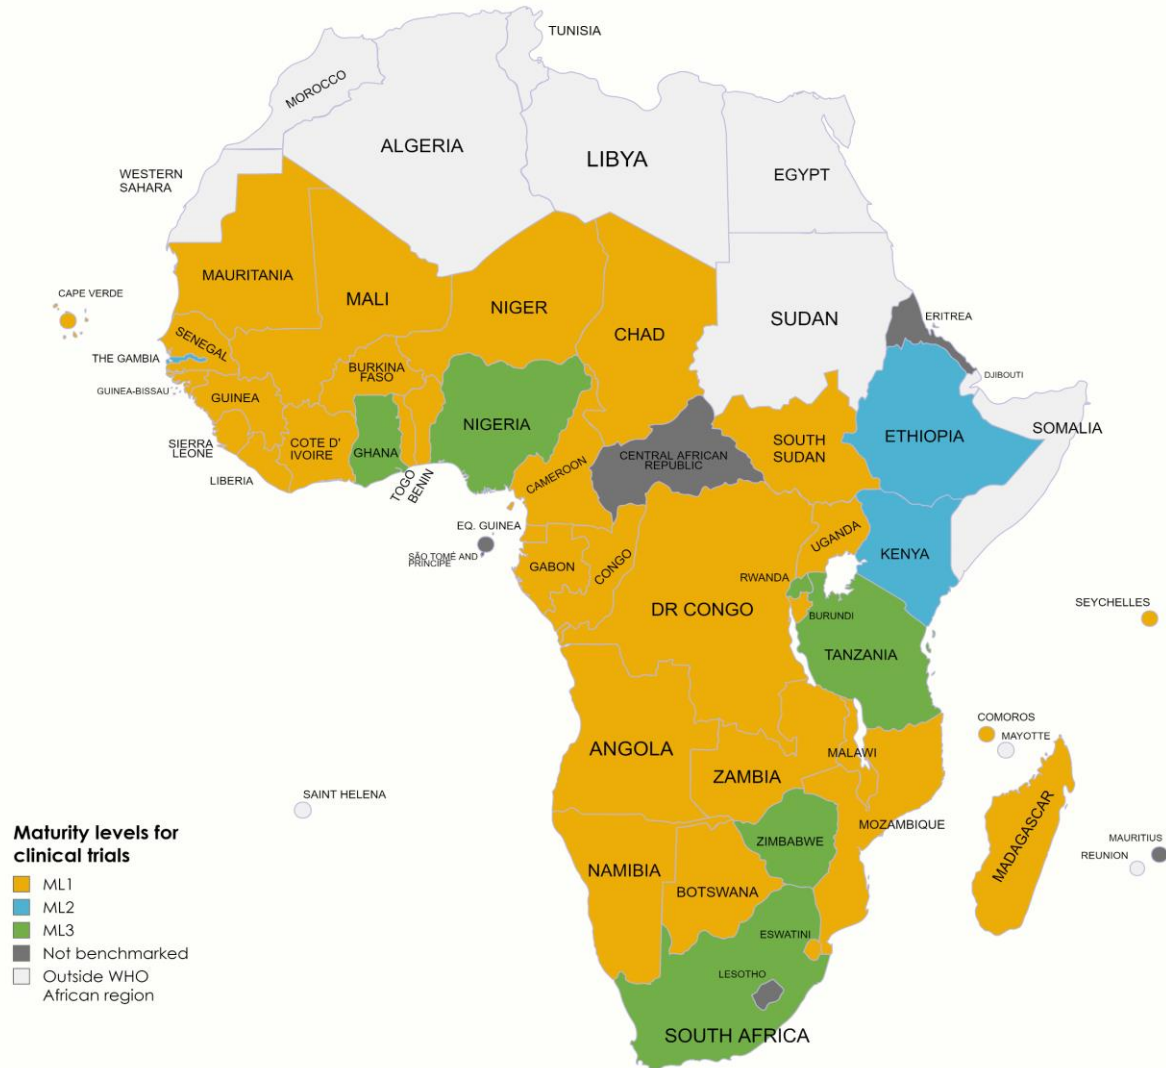 TUNISIA
MOROCCO
ALGERIA
LIBYA
EGYPT
WESTERN
SAHARA
MAURITANIA
MALI
NIGER
CHAD
SUDAN
ERITREA
CAPE VERDE
SENEGAL
THE GAMBIA
BURKINA
FASO
DJIBOUTI
GUINEA-BISSAU
GUINEA
NIGERIA
ETHIOPIA
SOMALIA
SIERRA
LEONE
COTE D'
IVOIRE
GHANA
SOUTH
SUDAN
CENTRAL AFRICAN
REPUBLIC
LIBERIA
TOGO
BENIN
CAMEROON
EQ. GUINEA
UGANDA
KENYA
SÃO TOMÉ AND
PRINCIPE
GABON
CONGO
RWANDA
DR CONGO
BURUNDI
SEYCHELLES
TANZANIA
COMOROS
MAYOTTE
ANGOLA
MALAWI
ZAMBIA
SAINT HELENA
MOZAMBIQUE
MADAGASCAR
ZIMBABWE
MAURITIUS
REUNION
NAMIBIA
BOTSWANA
ESWATINI
LESOTHO
SOUTH AFRICA
Maturity levels for
clinical trials
ML1
ML2
ML3
Not benchmarked
Outside WHO
African region